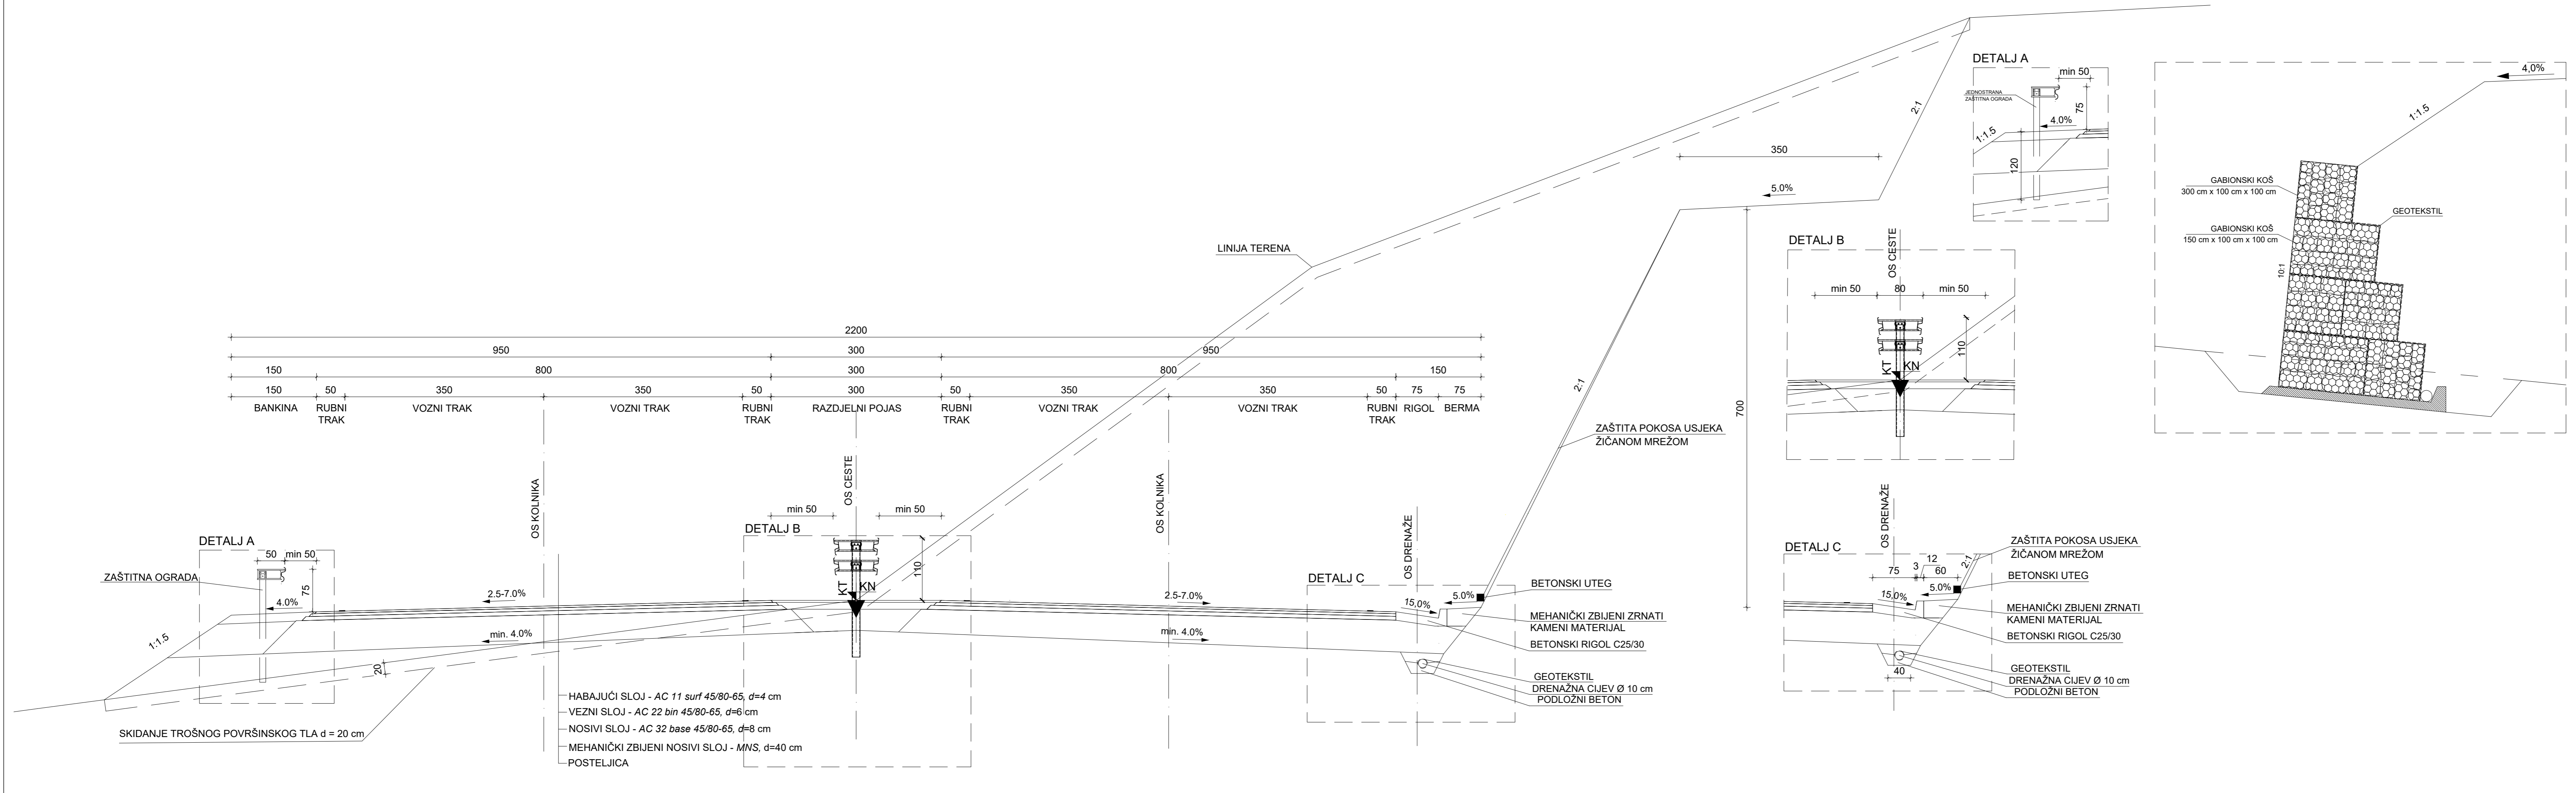 LINIJA TERENA
2:1
350
5.0%
2:1
700
ZAŠTITA POKOSA USJEKA
ŽIČANOM MREŽOM
2200
950
300
950
150
800
300
800
150
150
50
350
350
50
300
50
350
350
50
75
75
BANKINA
RUBNI
TRAK
VOZNI TRAK
VOZNI TRAK
RUBNI
TRAK
RAZDJELNI POJAS
RUBNI
TRAK
VOZNI TRAK
VOZNI TRAK
RUBNI
TRAK
RIGOL
BERMA
OS KOLNIKA
OS CESTE
OS KOLNIKA
OS DRENAŽE
DETALJ A
50
min 50
75
ZAŠTITNA OGRADA
4.0%
1:1.5
2.5-7.0%
min. 4.0%
20
SKIDANJE TROŠNOG POVRŠINSKOG TLA d = 20 cm
min 50
min 50
DETALJ B
110
KT
KN
2.5-7.0%
min. 4.0%
HABAJUĆI SLOJ - AC 11 surf 45/80-65, d=4 cm
VEZNI SLOJ - AC 22 bin 45/80-65, d=6 cm
NOSIVI SLOJ - AC 32 base 45/80-65, d=8 cm
MEHANIČKI ZBIJENI NOSIVI SLOJ - MNS, d=40 cm
POSTELJICA
DETALJ C
15,0%
5.0%
BETONSKI UTEG
MEHANIČKI ZBIJENI ZRNATI
KAMENI MATERIJAL
BETONSKI RIGOL C25/30
GEOTEKSTIL
DRENAŽNA CIJEV Ø 10 cm
PODLOŽNI BETON
DETALJ A
min 50
JEDNOSTRANA
ZAŠTITNA OGRADA
75
4.0%
1:1.5
120
DETALJ B
OS CESTE
min 50
80
min 50
110
KT
KN
DETALJ C
OS DRENAŽE
75
3
12
60
2:1
15,0%
5.0%
40
ZAŠTITA POKOSA USJEKA
ŽIČANOM MREŽOM
BETONSKI UTEG
MEHANIČKI ZBIJENI ZRNATI
KAMENI MATERIJAL
BETONSKI RIGOL C25/30
GEOTEKSTIL
DRENAŽNA CIJEV Ø 10 cm
PODLOŽNI BETON
4,0%
1:1.5
GABIONSKI KOŠ
300 cm x 100 cm x 100 cm
GEOTEKSTIL
GABIONSKI KOŠ
150 cm x 100 cm x 100 cm
10:1